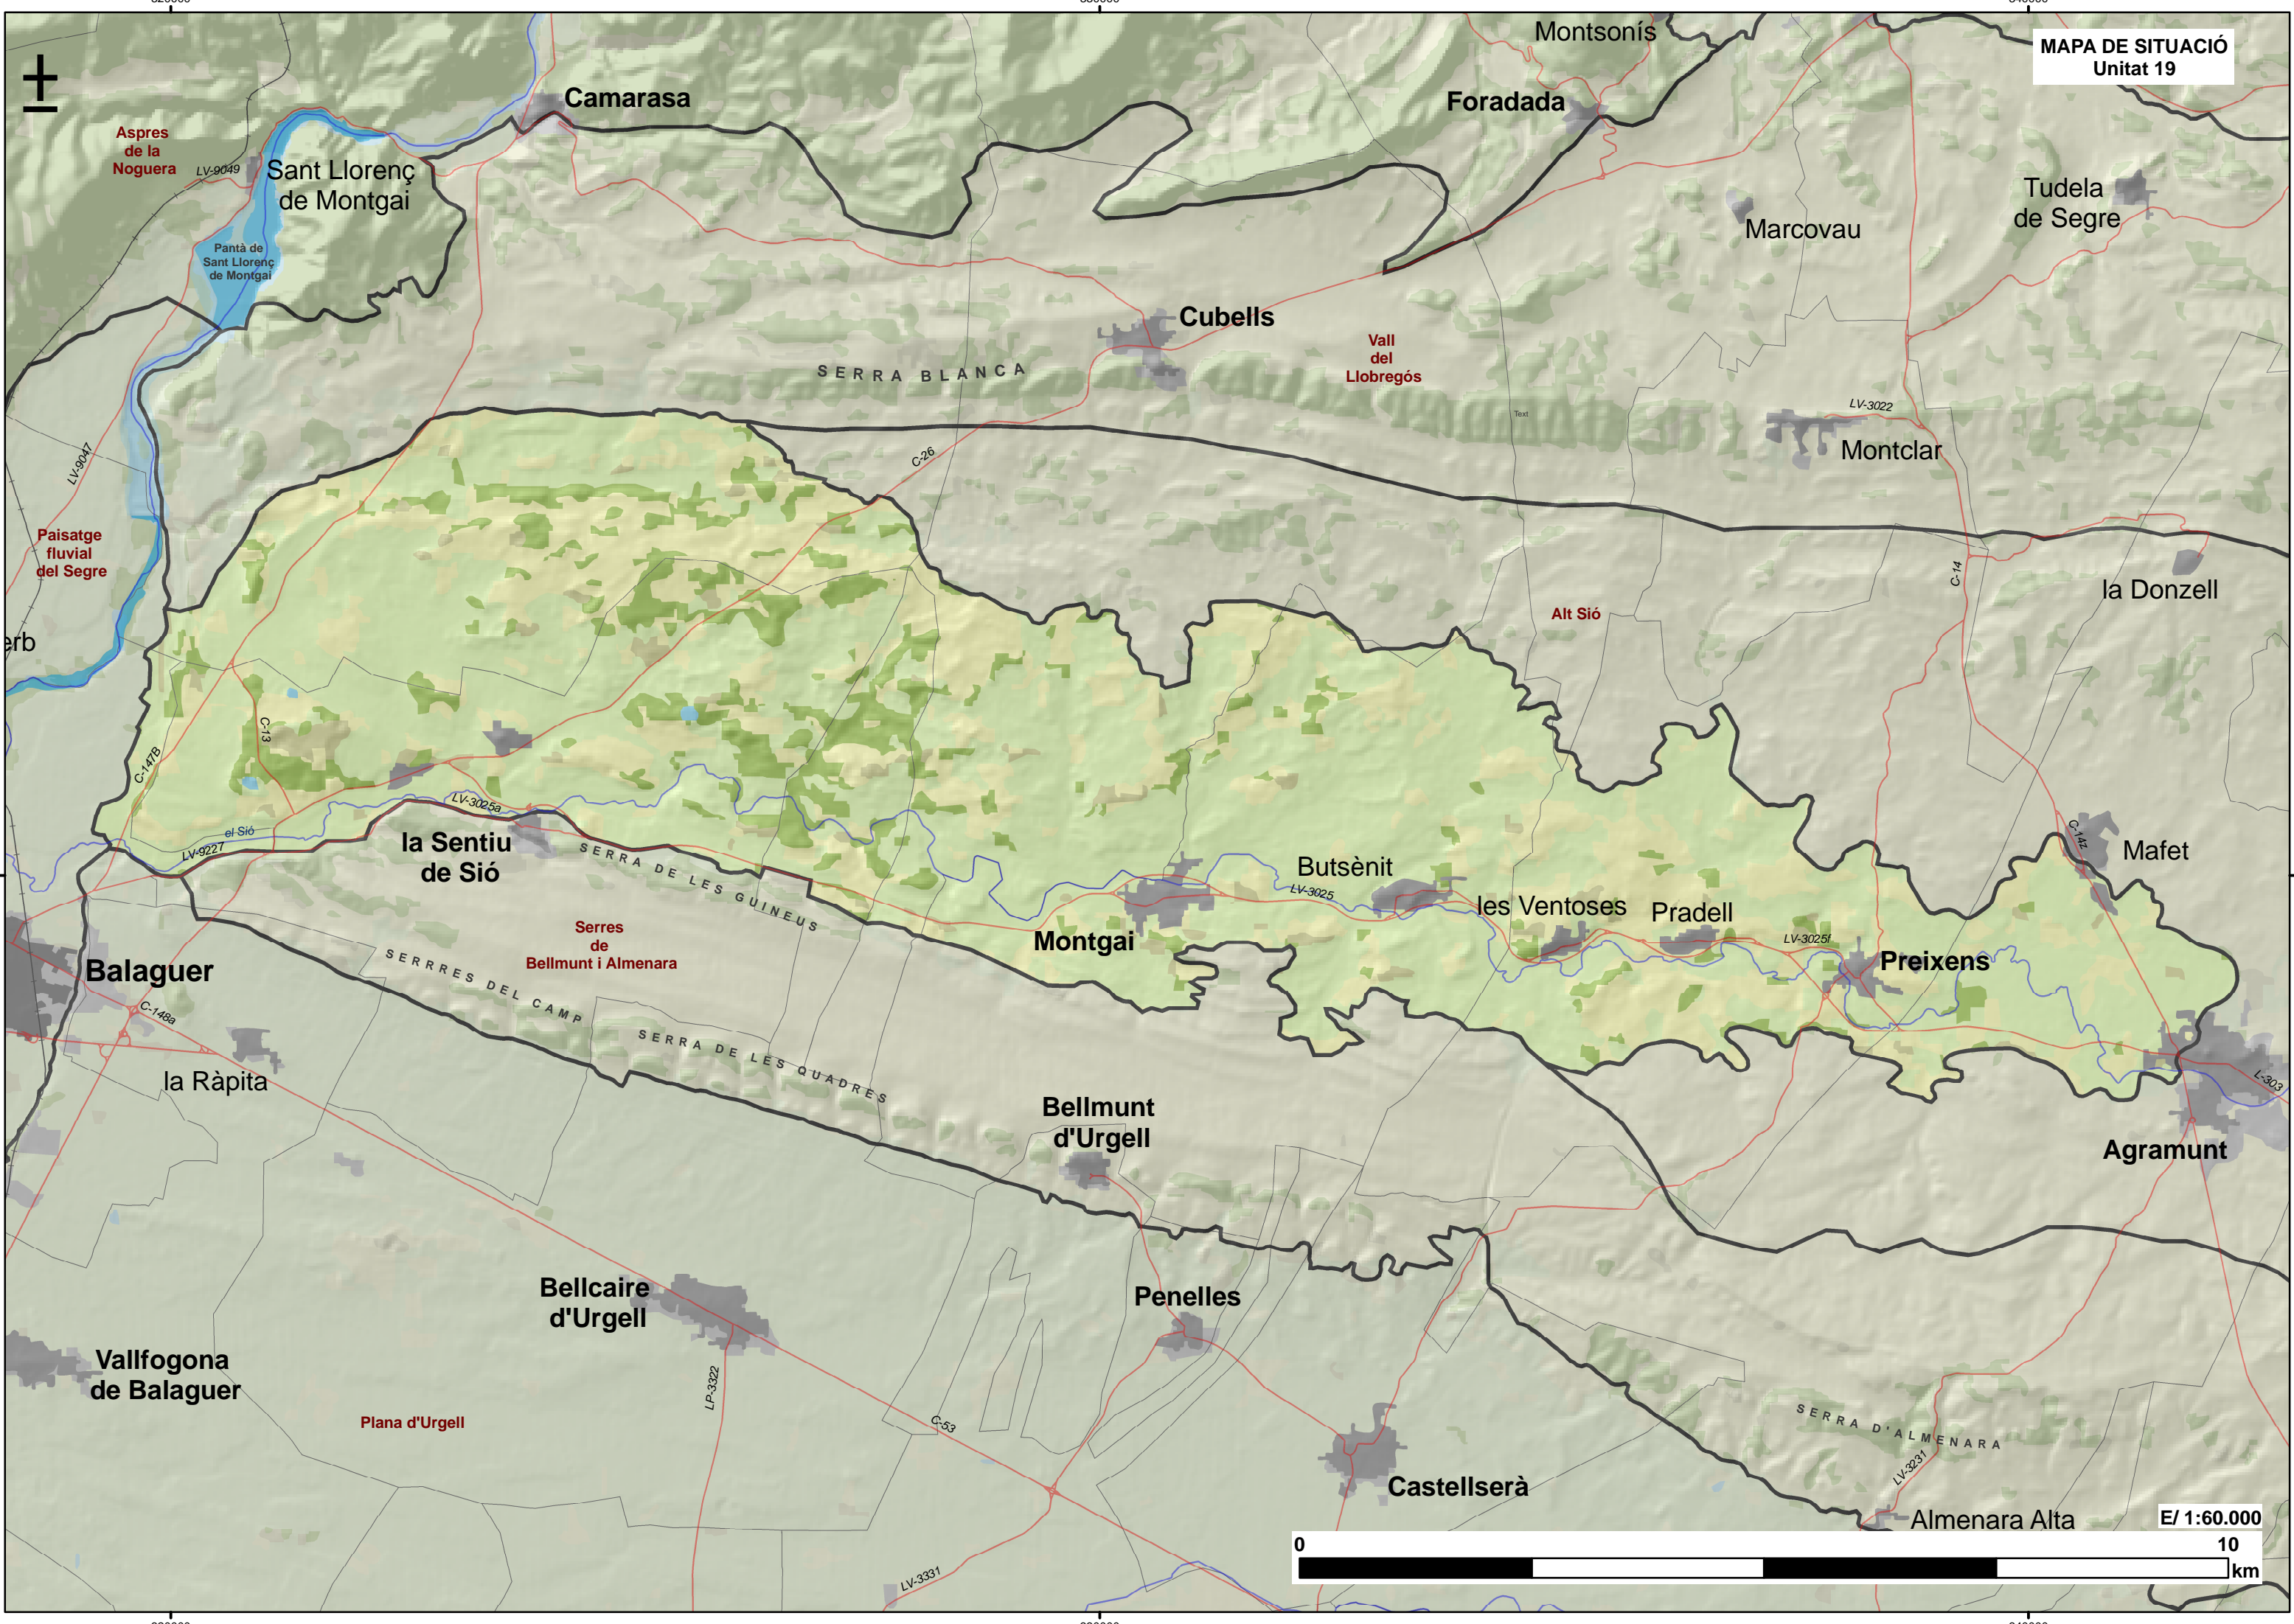 Montsonís
MAPA DE SITUACIÓ
Unitat 19
Camarasa
Foradada
Aspres
de la
Noguera
LV-9049
Sant Llorenç
de Montgai
Tudela
de Segre
Marcovau
Pantà de
Sant Llorenç
de Montgai
Cubells
Vall
del
Llobregós
SERRA BLANCA
Text
LV-3022
Montclar
LV-9047
C-26
Paisatge
fluvial
del Segre
C-14
la Donzell
Alt Sió
erb
C-13
C-147B
LV-3025a
el Sió
LV-9227
la Sentiu
de Sió
SERRA DE LES GUINEUS
C-14z
Mafet
Butsènit
LV-3025
les Ventoses
Pradell
LV-3025f
Montgai
Serres
de
Bellmunt i Almenara
Preixens
Balaguer
SERRRES DEL CAMP
C-148a
SERRA DE LES QUADRES
la Ràpita
L-303
Bellmunt
d'Urgell
Agramunt
Bellcaire
d'Urgell
Penelles
Vallfogona
de Balaguer
LP-3322
Plana d'Urgell
C-53
SERRA D'ALMENARA
LV-3231
Castellserà
Almenara Alta
E/ 1:60.000
0
10
km
LV-3331